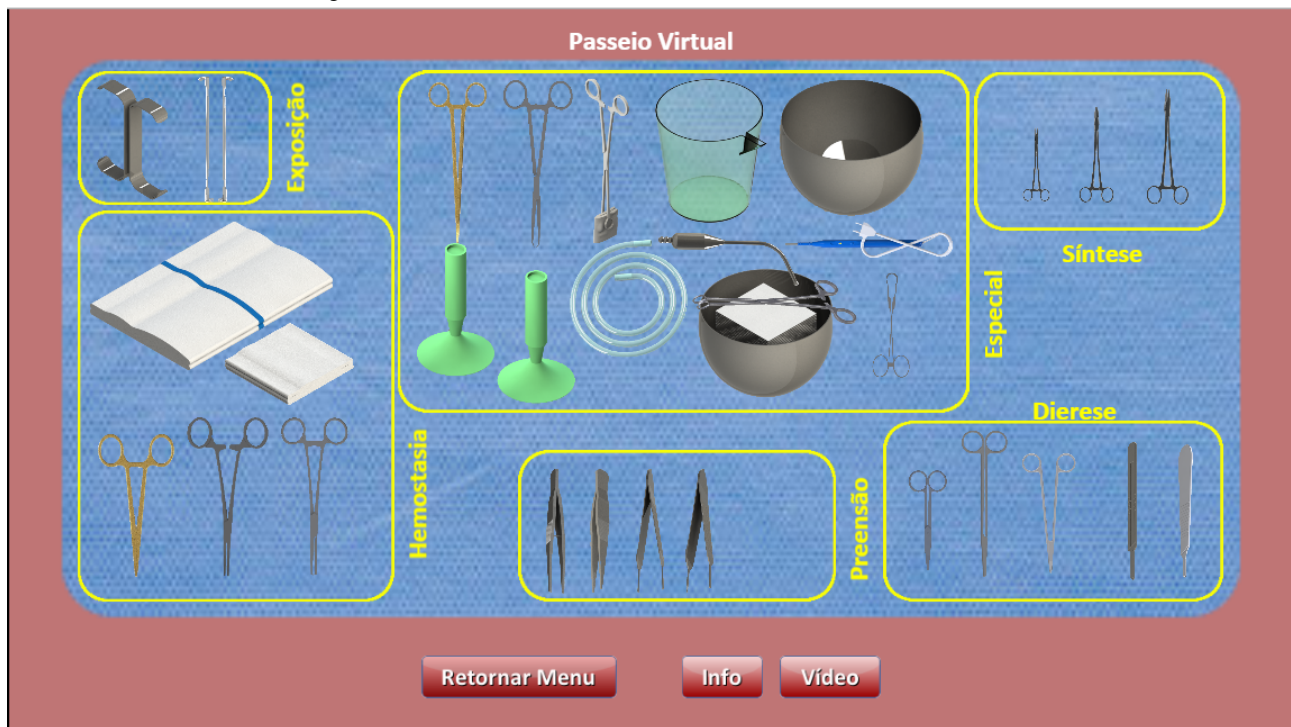 Passeio Virtual
Exposição
Síntese
Especial
Dierese
Hemostasia
Preensão
Retornar Menu
Info
Vídeo